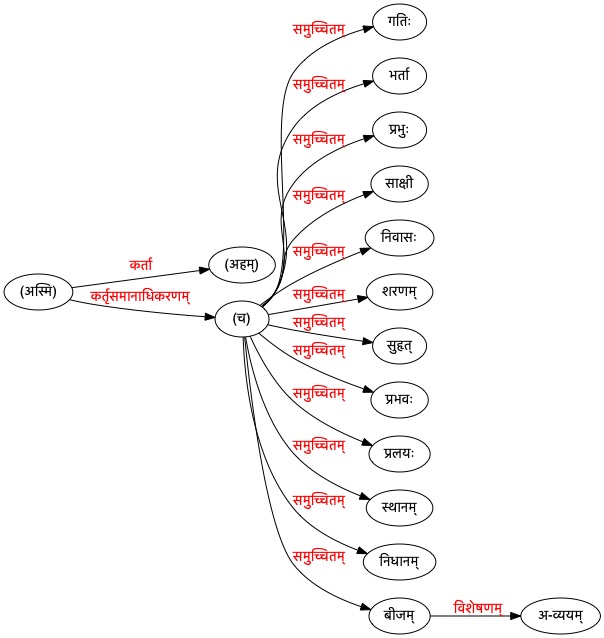 गतिः
समुच्चितम्
भर्ता
समुच्चितम्
प्रभुः
समुच्चितम्
साक्षी
समुच्चितम्
निवासः
समुच्चितम्
(अहम्)
कर्ता
(अस्मि)
कर्तृसमानाधिकरणम्
शरणम्
समुच्चितम्
(च)
समुच्चितम्
सुहृत्
समुच्चितम्
प्रभवः
समुच्चितम्
प्रलयः
समुच्चितम्
स्थानम्
समुच्चितम्
निधानम्
समुच्चितम्
बीजम्
विशेषणम्
अ-व्ययम्